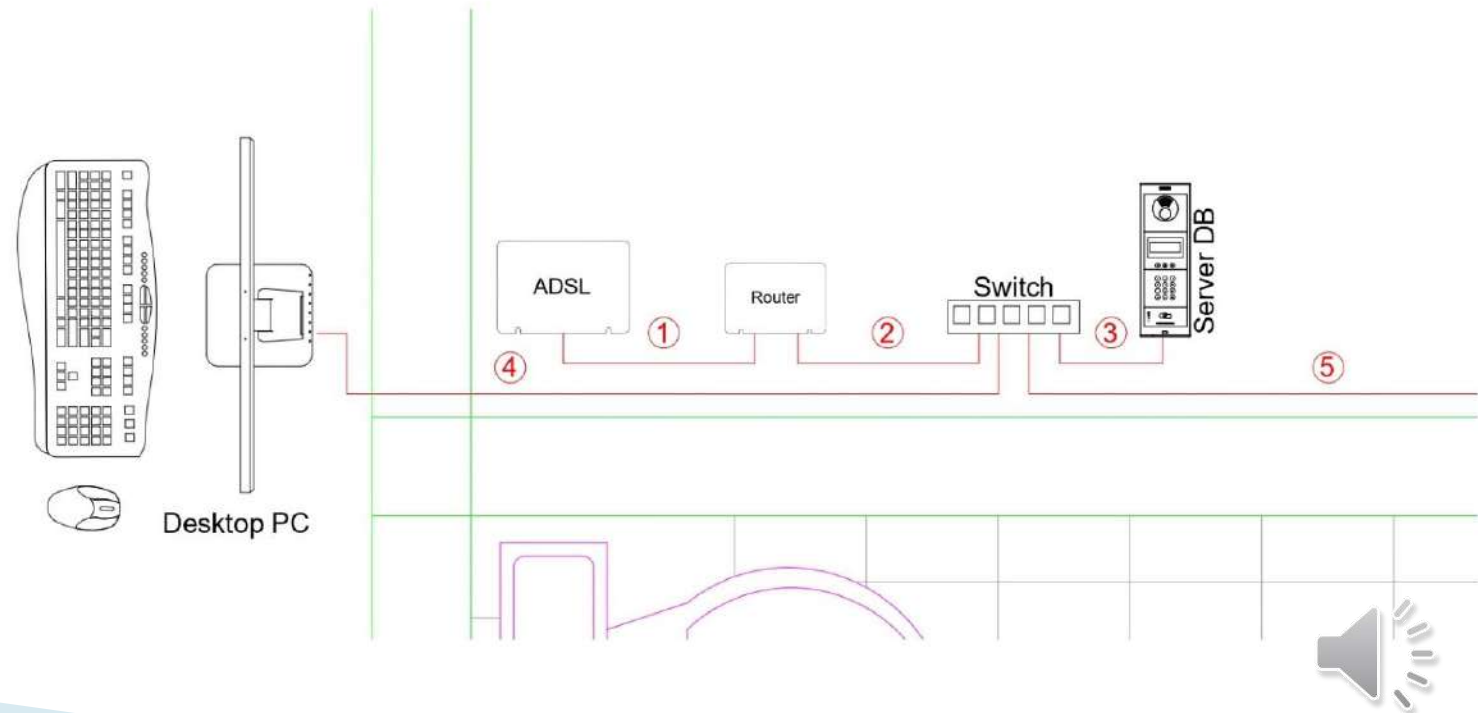 ADSL
Router
Switch
Server DB
①
②
③
④
⑤
Desktop PC